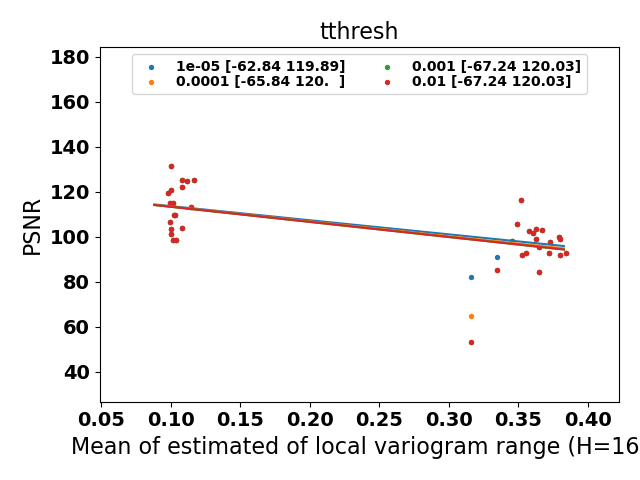 tthresh
1e-05 [-62.84 119.89]
0.0001 [-65.84 120.  ]
0.001 [-67.24 120.03]
0.01 [-67.24 120.03]
PSNR
180
160
140
120
100
80
60
40
0.05 0.10 0.15 0.20 0.25 0.30 0.35 0.40
Mean of estimated of local variogram range (H=16